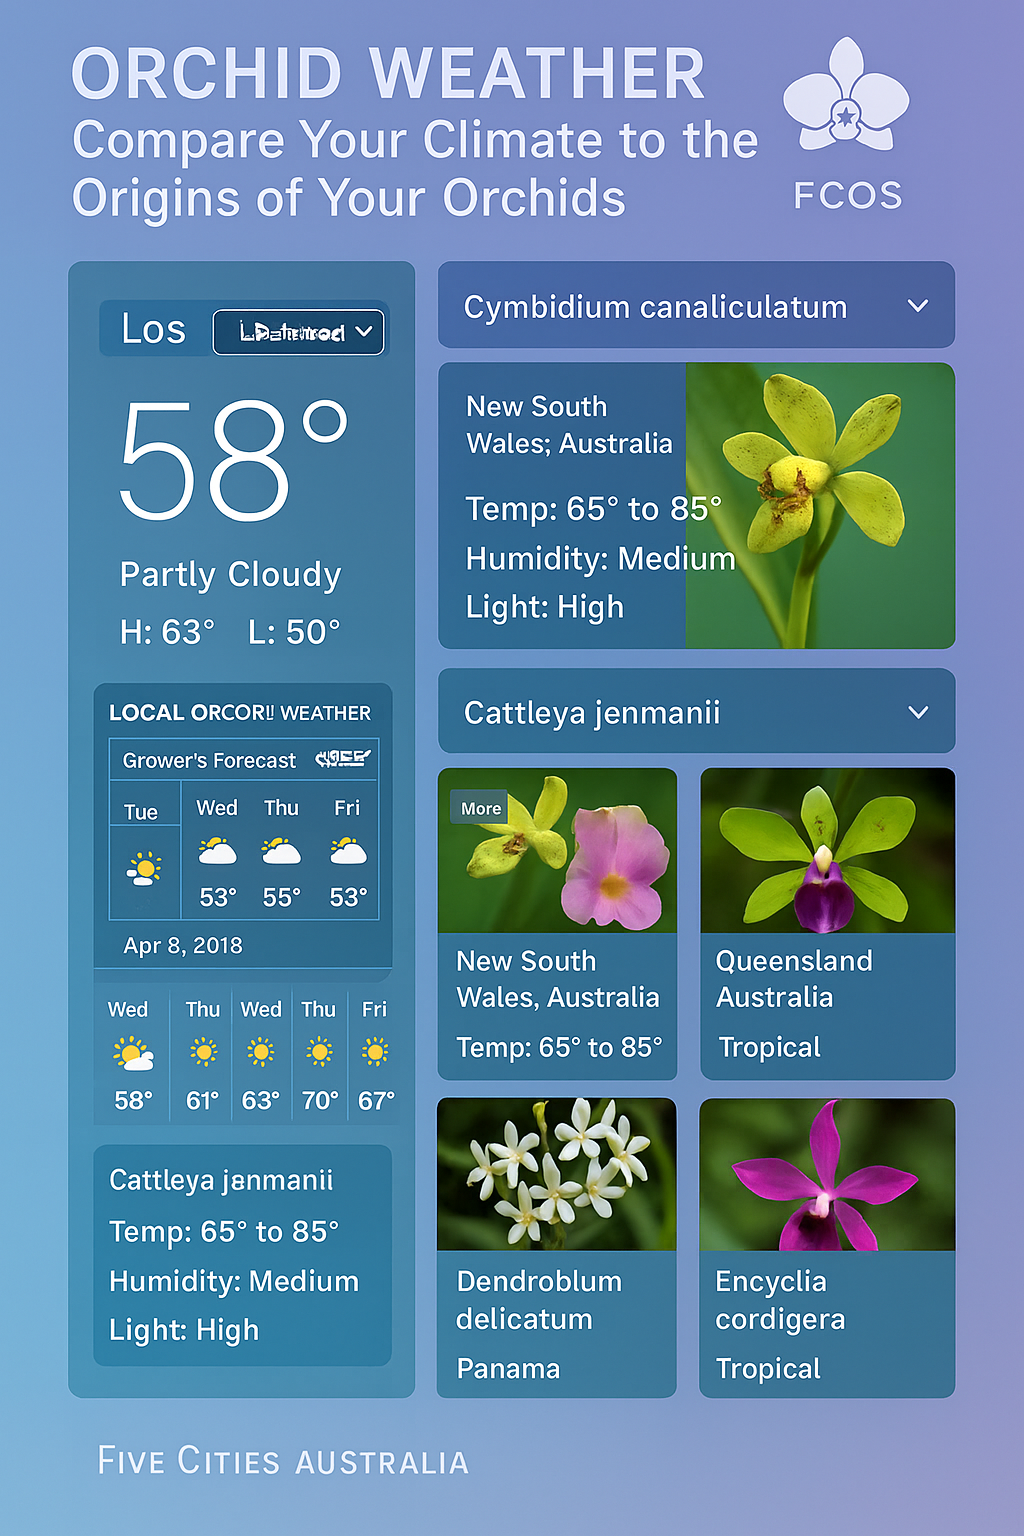 ORCHID WEATHER
Compare Your Climate to the
Origins of Your Orchids
FCOS
Los
58°
Partly Cloudy
H: 63° L: 50°
LOCAL ORCOR!! WEATHER
Grower's Forecast
Tue Wed Thu Fri
53° 55° 53°
Apr 8, 2018
Wed Thu Wed Thu Fri
58° 61° 63° 70° 67°
Cattleya jenmanii
Temp: 65° to 85°
Humidity: Medium
Light: High
Cymbidium canaliculatum
New South
Wales; Australia
Temp: 65° to 85°
Humidity: Medium
Light: High
Cattleya jenmanii
More
New South
Wales, Australia
Temp: 65° to 85°
Queensland
Australia
Tropical
Dendroblum
delicatum
Panama
Encyclia
cordigera
Tropical
FIVE CITIES AUSTRALIA